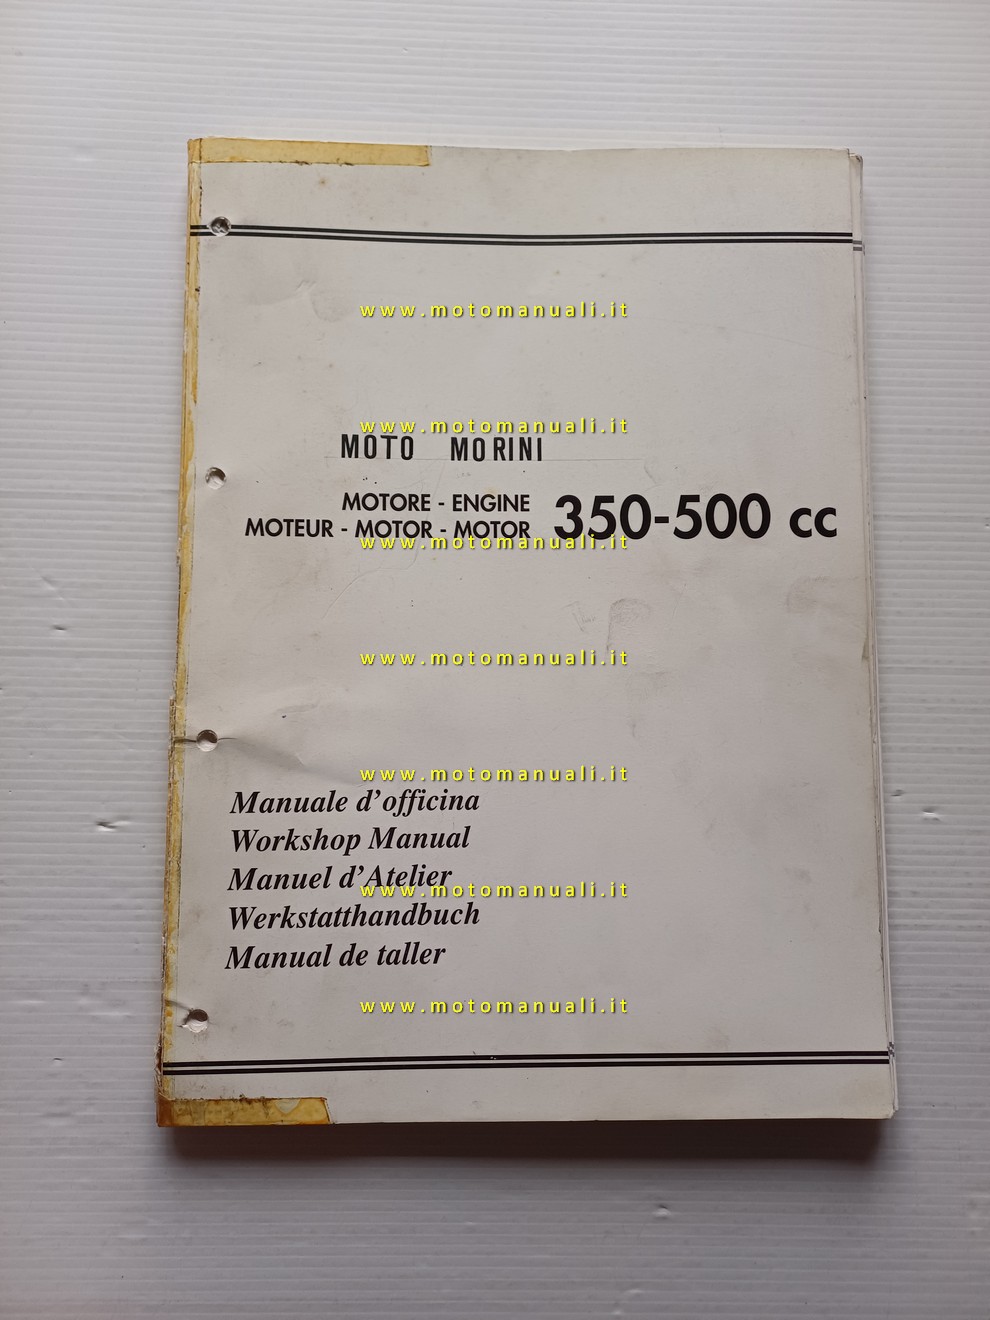 www.motomanuali.it
www.motomanuali.it
MOTO MORINI
MOTORE - ENGINE
MOTEUR - MOTOR - MOTOR
350-500 cc
www.motomanuali.it
www.motomanuali.it
www.motomanuali.it
Manuale d'officina
Workshop Manual
Manuel d'Atelier
www.motomanuali.it
Werkstatthandbuch
Manual de taller
www.motomanuali.it